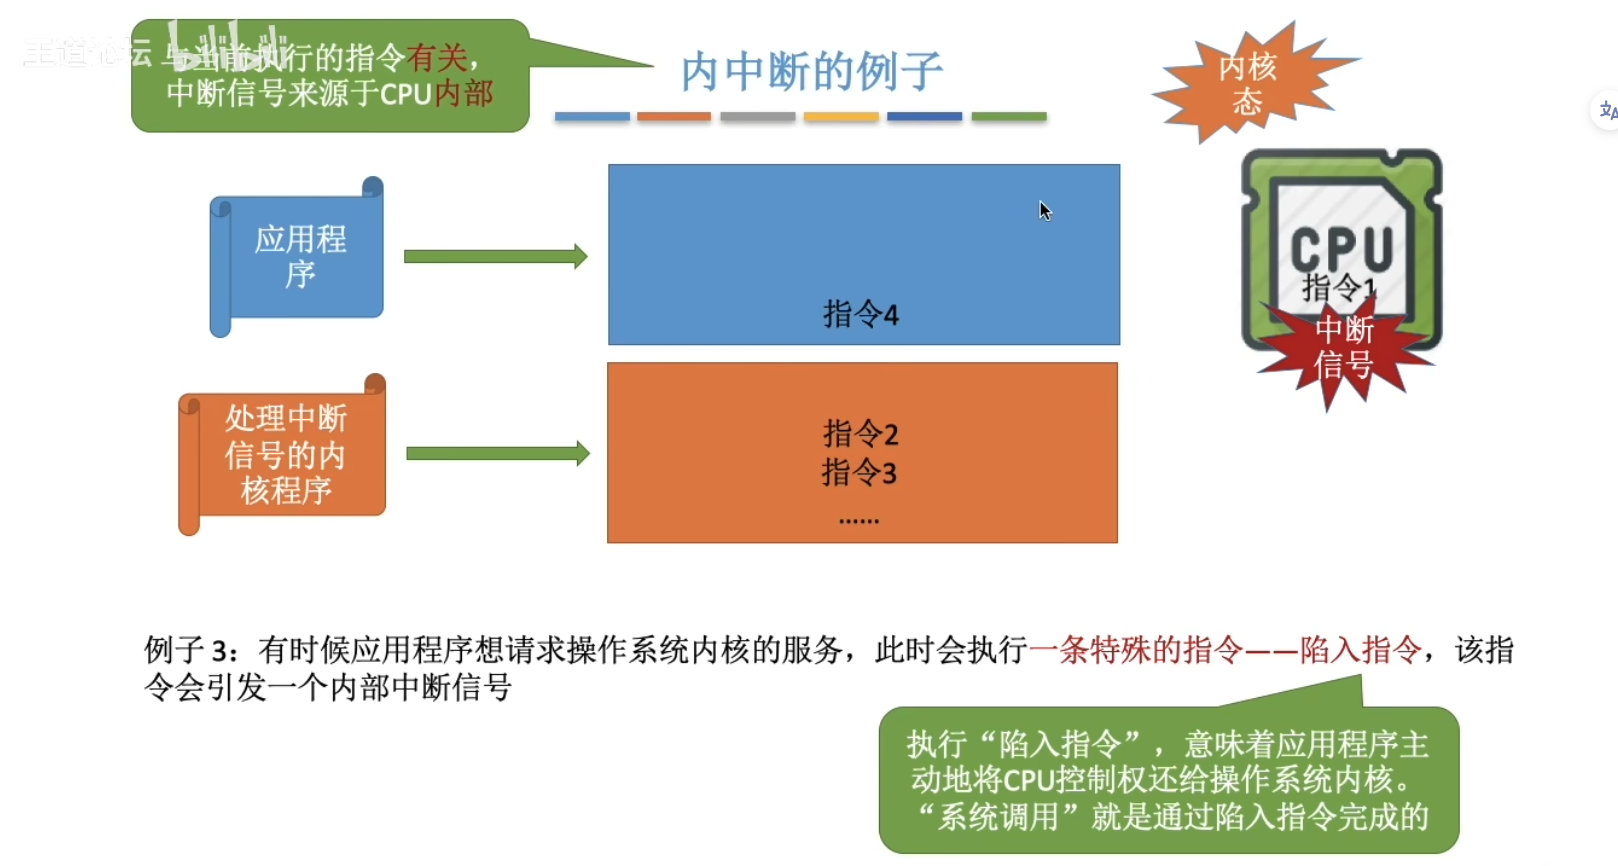 王道论坛
与当前执行的指令有关，
中断信号来源于CPU内部
内中断的例子
内核
态
应用程
序
指令4
CPU
指令1
中断
信号
处理中断
信号的内
核程序
指令2
指令3
......
例子 3：有时候应用程序想请求操作系统内核的服务，此时会执行一条特殊的指令——陷入指令，该指
令会引发一个内部中断信号
执行“陷入指令”，意味着应用程序主
动地将CPU控制权还给操作系统内核。
“系统调用”就是通过陷入指令完成的